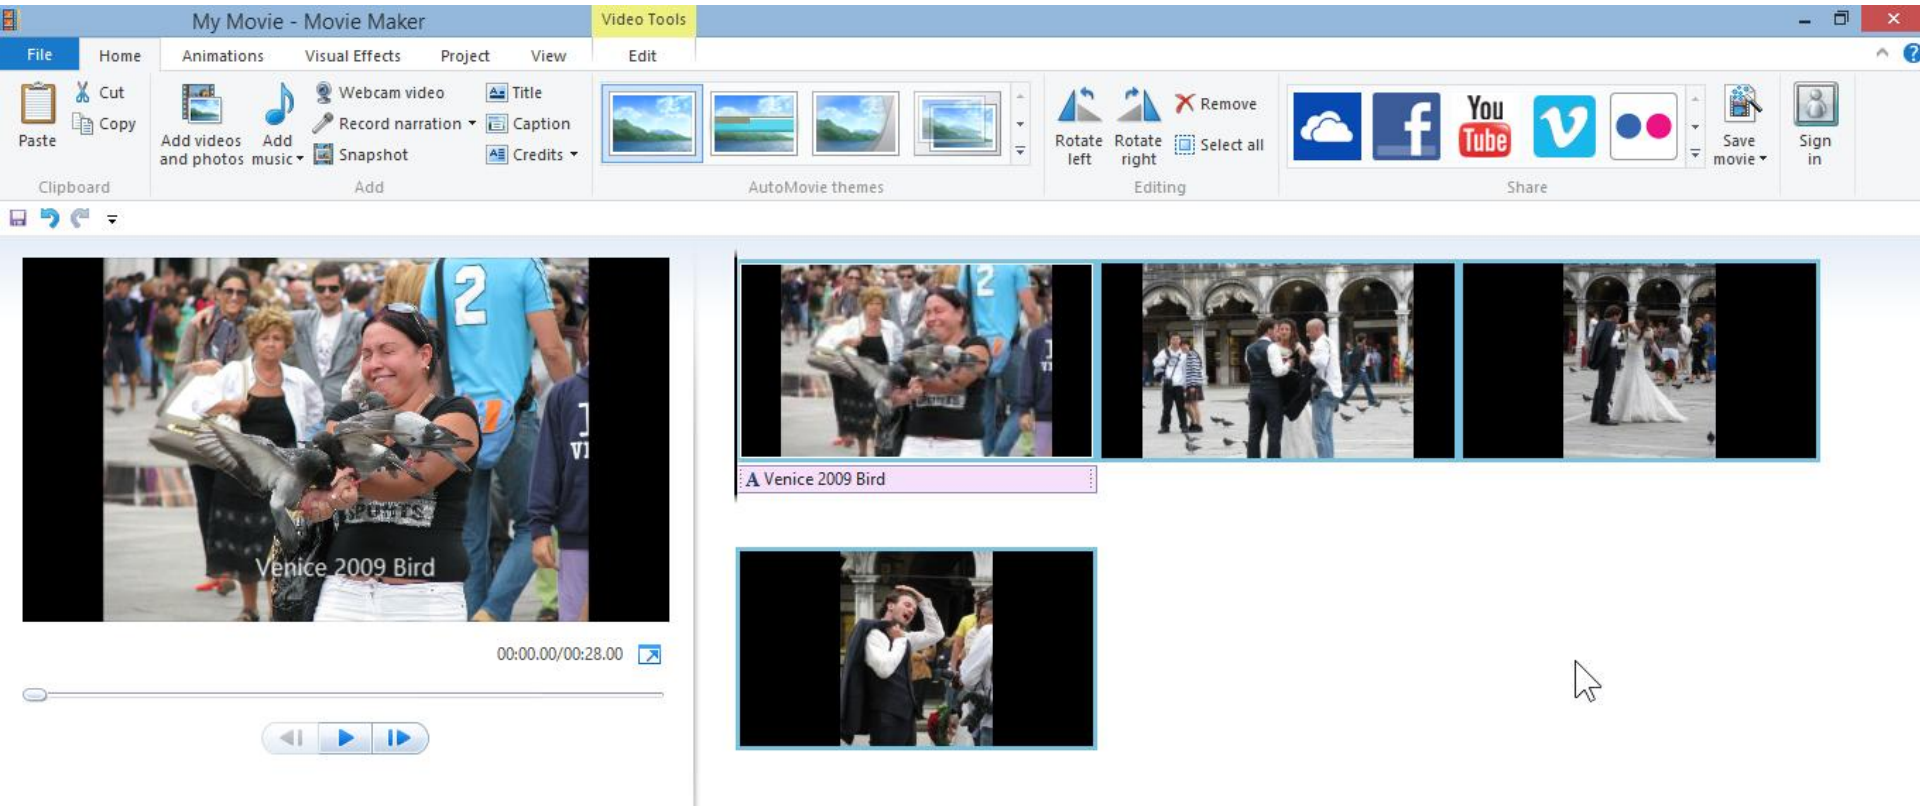 My Movie - Movie Maker
Video Tools
File
Home
Animations
Visual Effects
Project
View
Edit
Paste
Cut
Copy
Clipboard
Add videos
and photos
Add
music
Webcam video
Record narration
Snapshot
Title
Caption
Credits
Add
AutoMovie themes
Rotate
left
Rotate
right
Remove
Select all
Editing
You
Tube
Share
Save
movie
Sign
in
2
Venice 2009 Bird
00:00.00/00:28.00
2
A Venice 2009 Bird